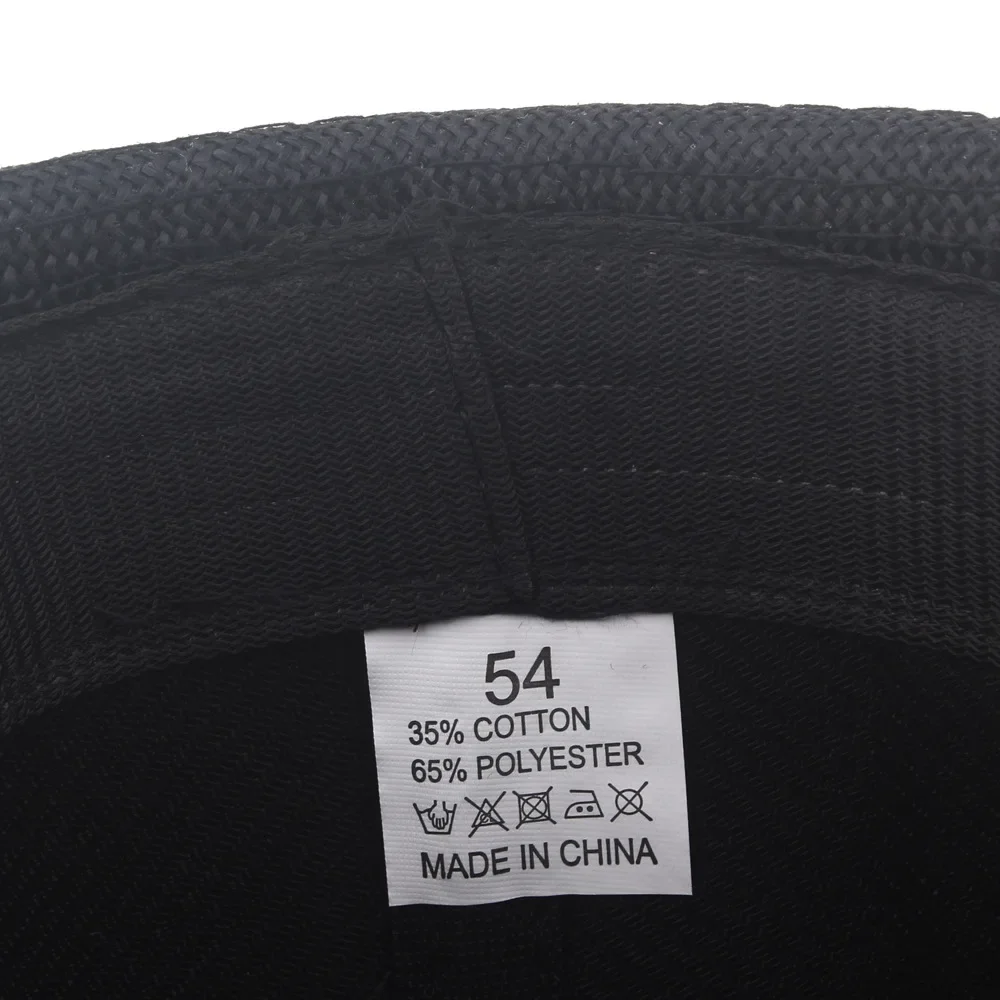 54
35% COTTON
65% POLYESTER
MADE IN CHINA